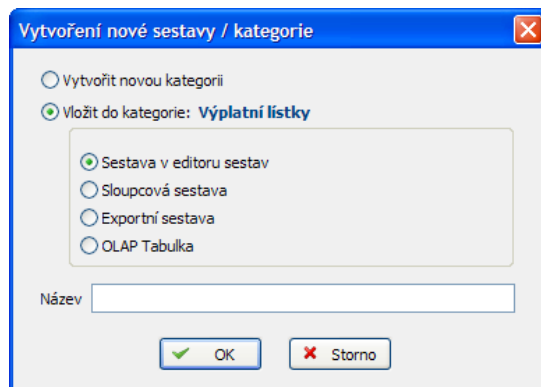 Vytvoření nové sestavy / kategorie
Vytvořit novou kategorii
Vložit do kategorie: Výplatní lístky
Sestava v editoru sestav
Sloupcová sestava
Exportní sestava
OLAP Tabulka
Název
OK Storno